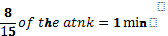 8/15 of the atnk = 1 min